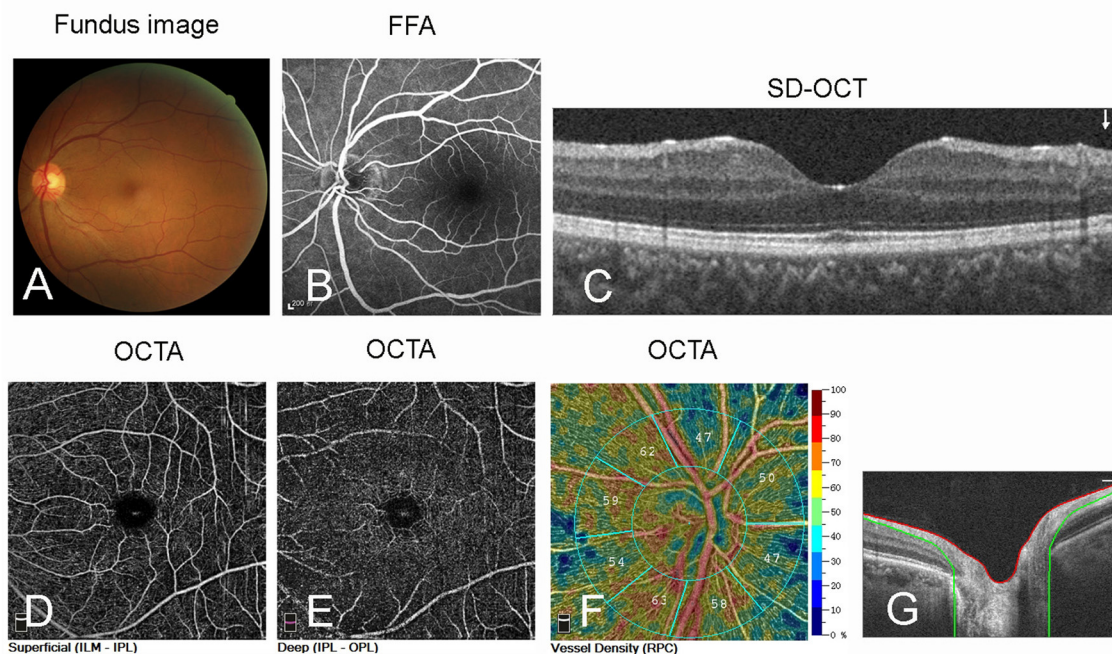 Fundus image
FFA
SD-OCT
A
B
200
C
OCTA
OCTA
OCTA
D
E
F
G
47
62
50
59
54
47
63
58
100
90
80
70
60
50
40
30
20
10
0 %
Superficial (ILM - IPL)
Deep (IPL - OPL)
Vessel Density (RPC)